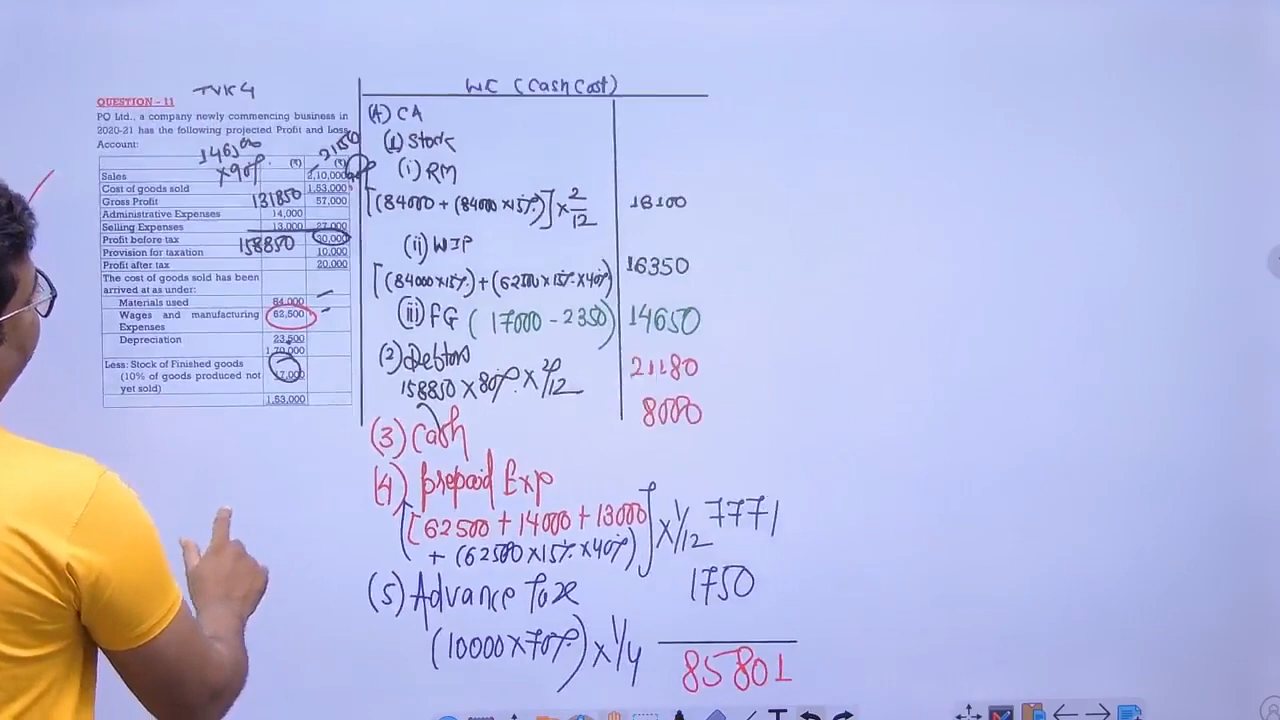 TVK 4
QUESTION - 11
PQ Ltd., a company newly commencing business in
2020-21 has the following projected Profit and Loss
Account:
146500
×90%
131850
158850
21150
(₹) (₹)
Sales 2,10,000
Cost of goods sold 1,53,000
Gross Profit 57,000
Administrative Expenses 14,000
Selling Expenses 13,000 27,000
Profit before tax 30,000
Provision for taxation 10,000
Profit after tax 20,000
The cost of goods sold has been
arrived at as under:
Materials used 84,000
Wages and manufacturing 62,500
Expenses
Depreciation 23,500
1,70,000
Less: Stock of Finished goods
(10% of goods produced not 17,000
yet sold)
1,53,000
WC (Cash Cost)
(A) CA
(1) Stock
(i) RM
[(84000 + (84000 × 15%)] × 2/12 18100
(ii) WIP
[(84000 × 15%) + (62500 × 15% × 40%) 16350
(iii) FG (17000 - 2350) 14650
(2) Debtors 21180
158850 × 80% × 2/12
(3) Cash 8000
(4) Prepaid Exp
[62500 + 14000 + 13000
+ (62500 × 15% × 40%)] × 1/12 7771
(5) Advance Tax 1750
(10000 × 70%) × 1/4
85801